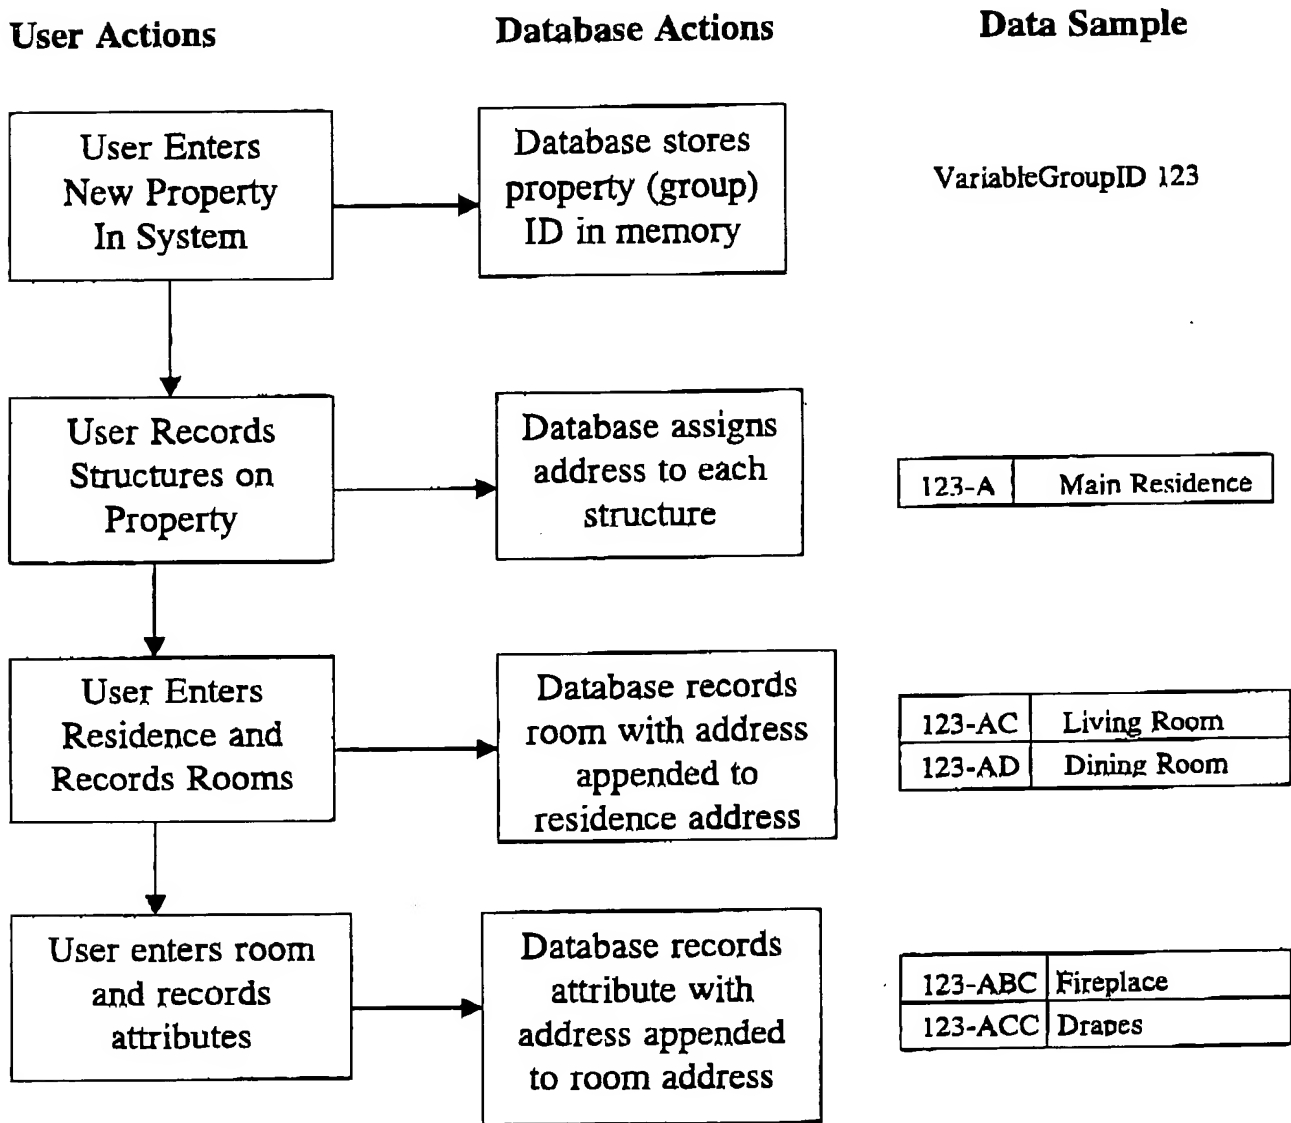 User Actions
Database Actions
Data Sample
User Enters
New Property
In System
Database stores
property (group)
ID in memory
VariableGroupID 123
User Records
Structures on
Property
Database assigns
address to each
structure
123-A Main Residence
User Enters
Residence and
Records Rooms
Database records
room with address
appended to
residence address
123-AC Living Room
123-AD Dining Room
User enters room
and records
attributes
Database records
attribute with
address appended
to room address
123-ABC Fireplace
123-ACC Drapes